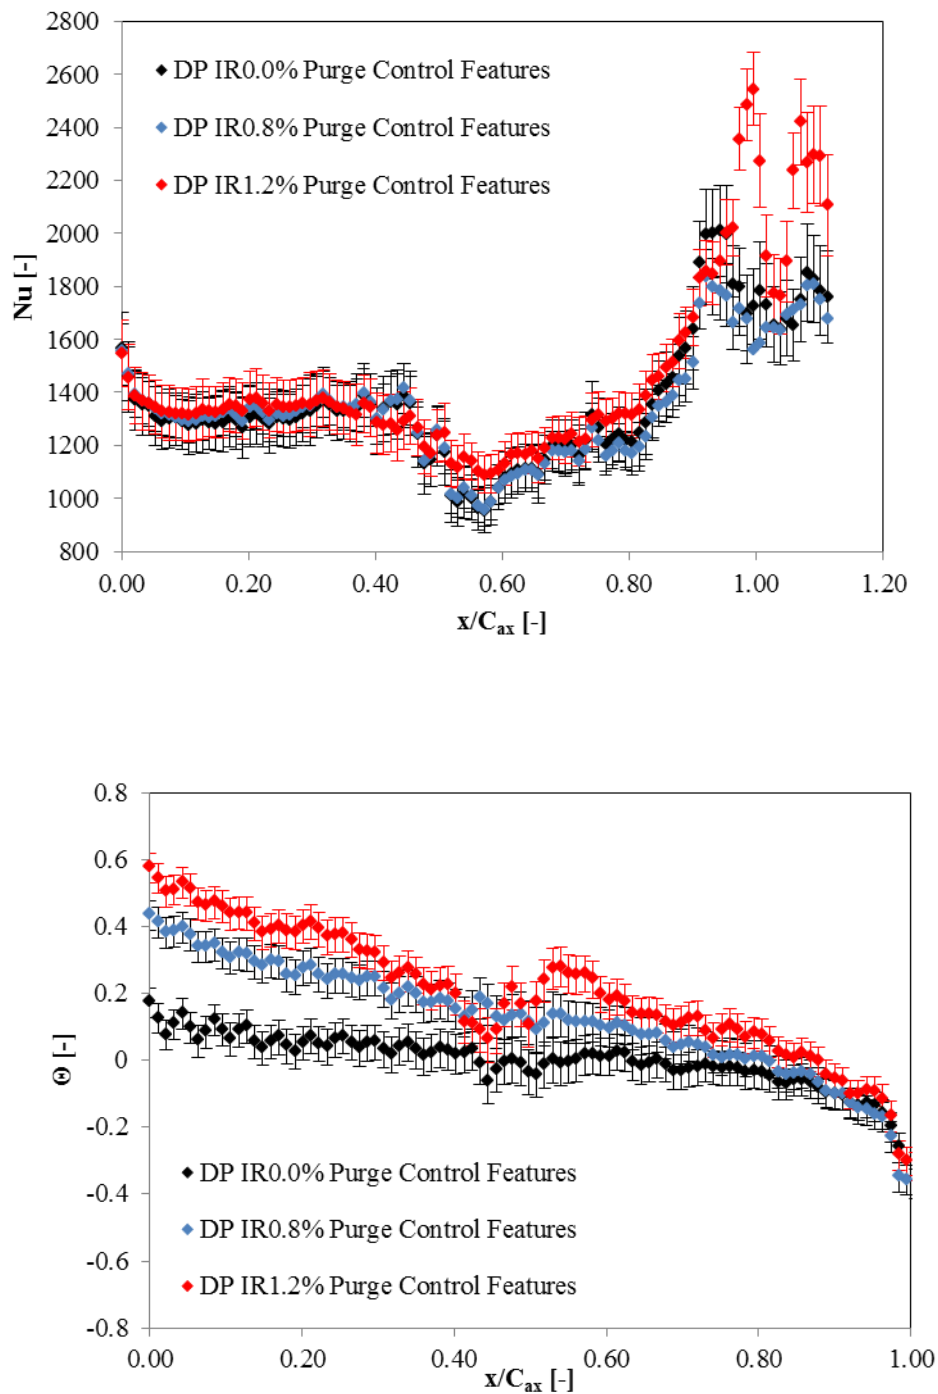 2800
2600
2400
2200
2000
1800
1600
1400
1200
1000
800
Nu [-]
DP IR0.0% Purge Control Features
DP IR0.8% Purge Control Features
DP IR1.2% Purge Control Features
0.00 0.20 0.40 0.60 0.80 1.00 1.20
x/Cax [-]
0.8
0.6
0.4
0.2
0
-0.2
-0.4
-0.6
-0.8
Θ [-]
DP IR0.0% Purge Control Features
DP IR0.8% Purge Control Features
DP IR1.2% Purge Control Features
0.00 0.20 0.40 0.60 0.80 1.00
x/Cax [-]